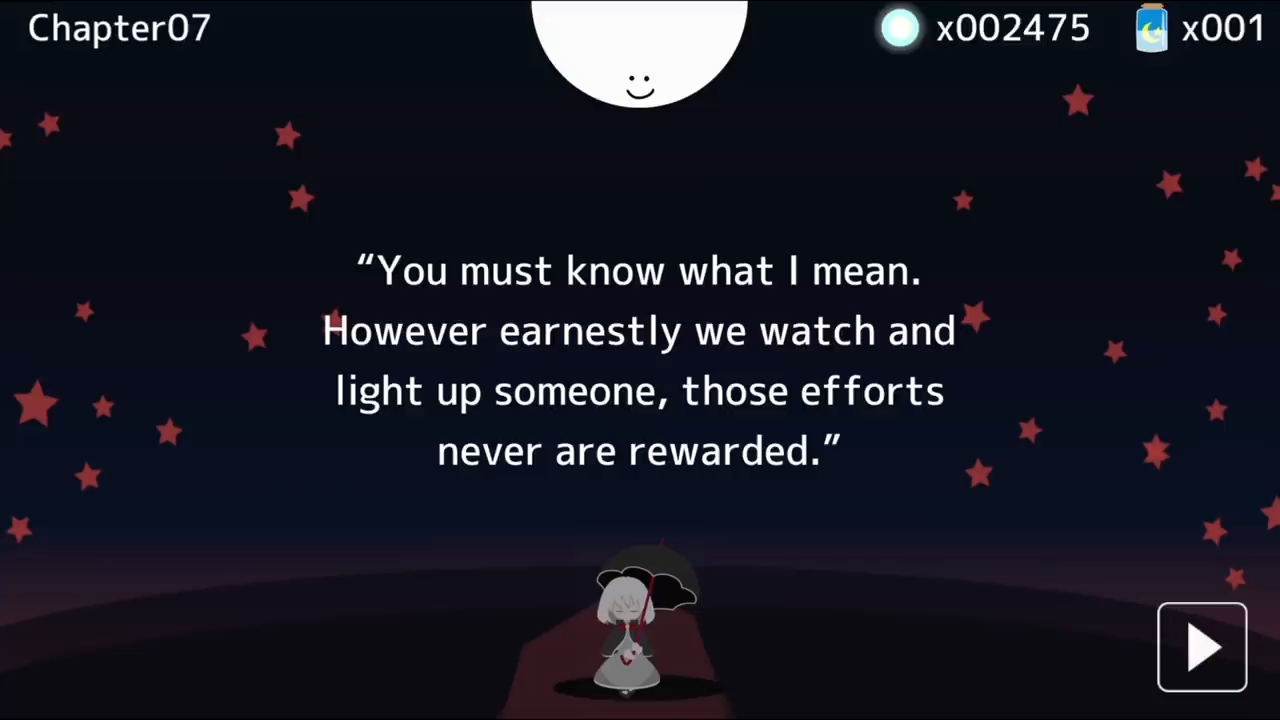 Chapter07
x002475
x001
“You must know what I mean.
However earnestly we watch and
light up someone, those efforts
never are rewarded.”